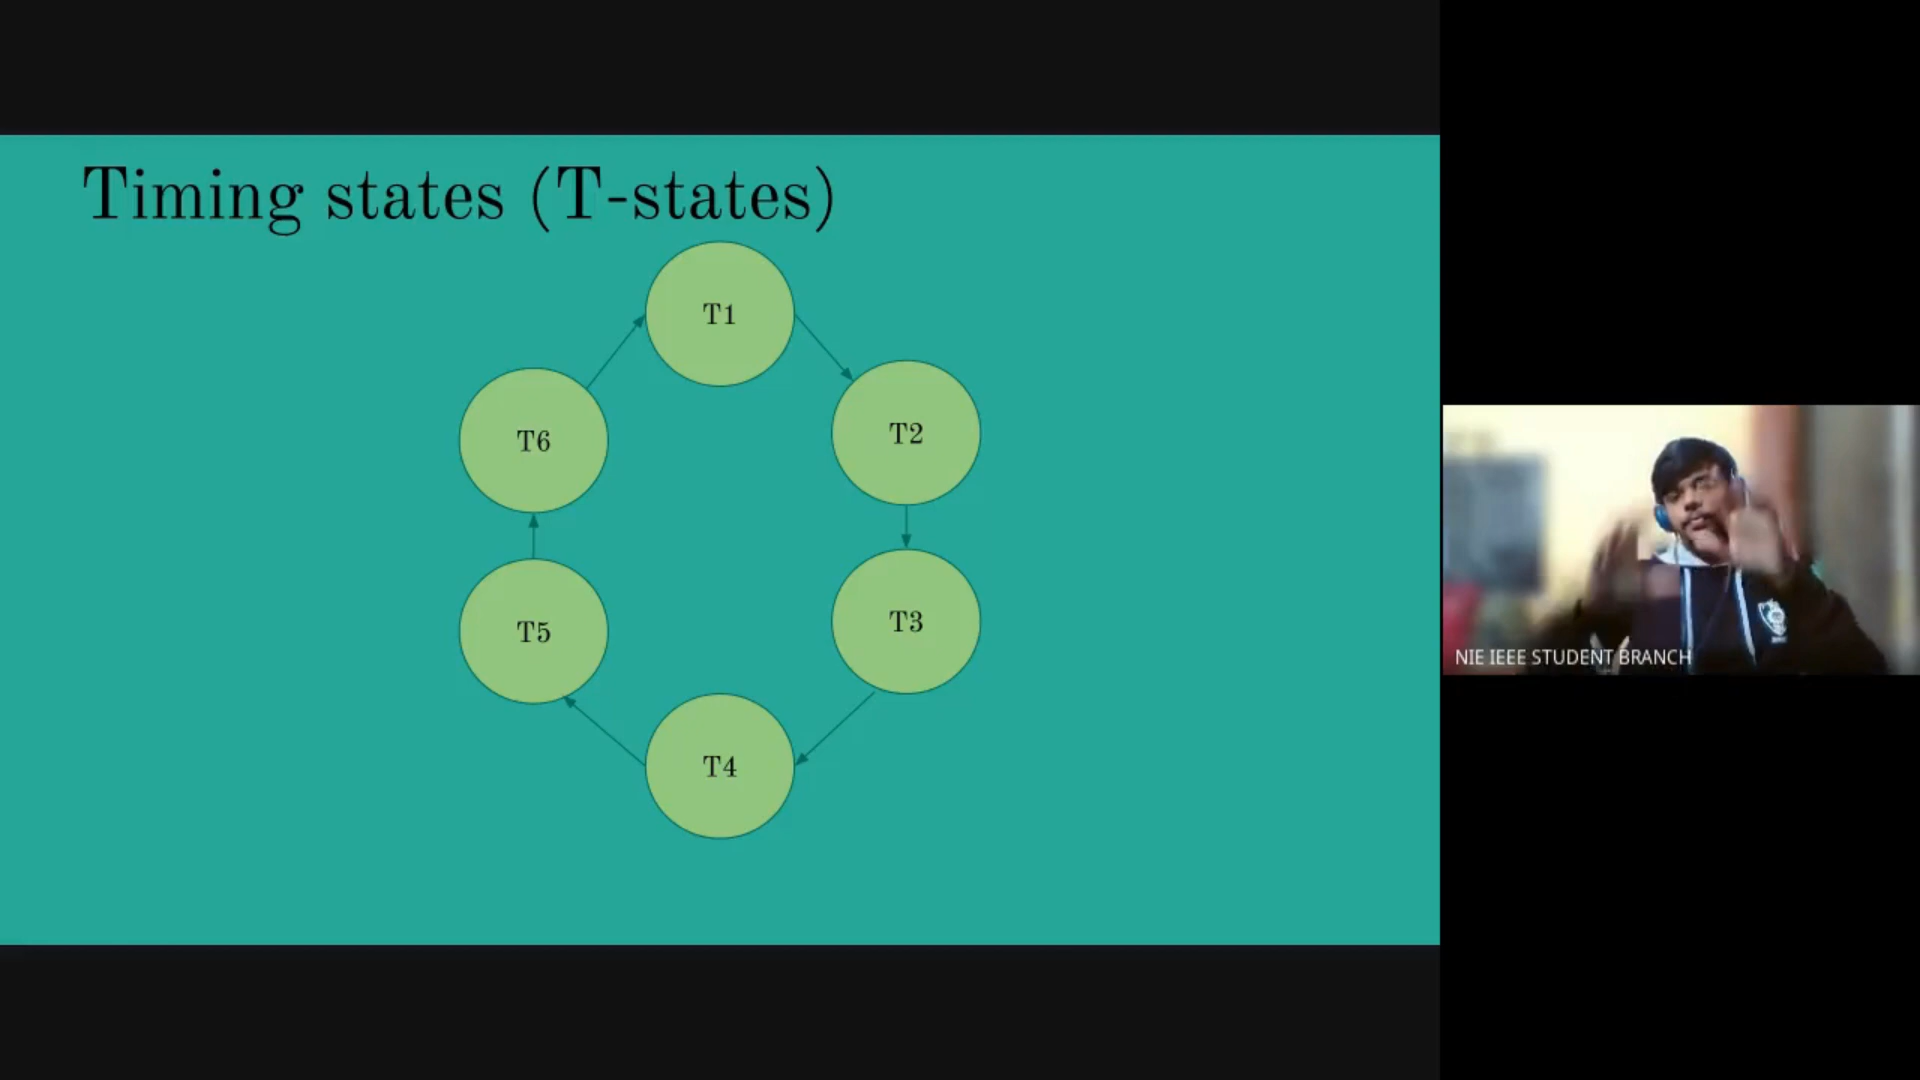 Timing states (T-states)
T1
T2
T3
T4
T5
T6
NIE IEEE STUDENT BRANCH